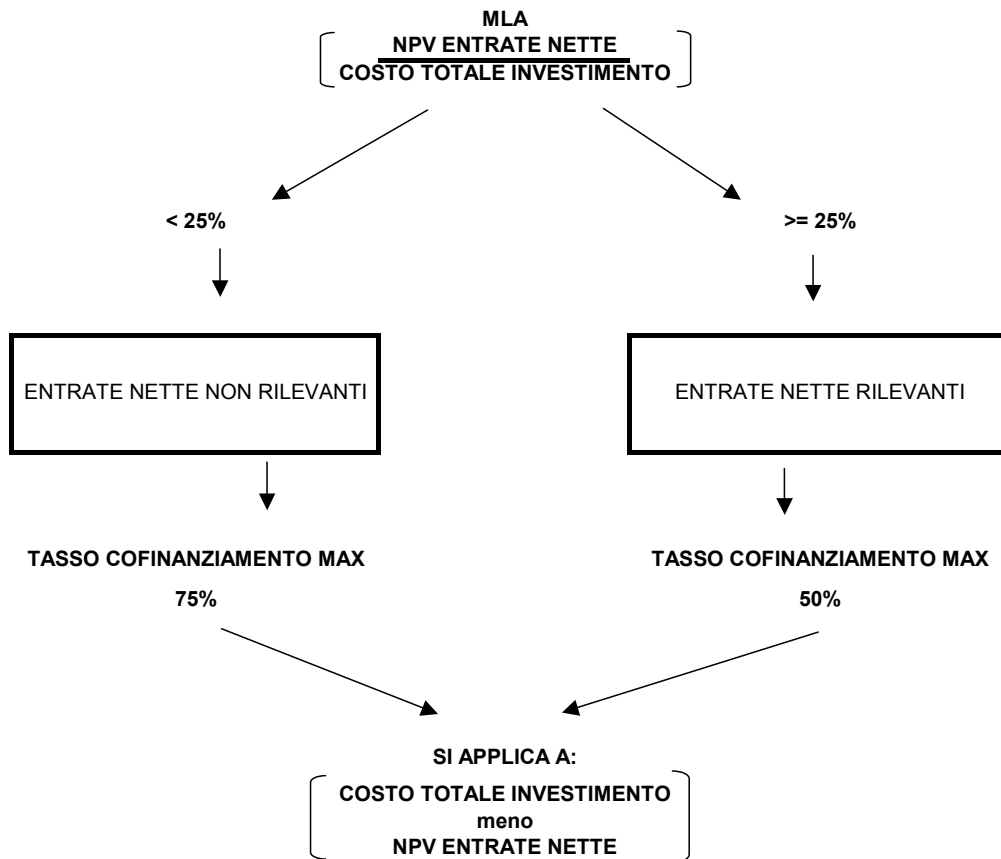 MLA
NPV ENTRATE NETTE
COSTO TOTALE INVESTIMENTO
< 25%
>= 25%
ENTRATE NETTE NON RILEVANTI
ENTRATE NETTE RILEVANTI
TASSO COFINANZIAMENTO MAX
75%
TASSO COFINANZIAMENTO MAX
50%
SI APPLICA A:
COSTO TOTALE INVESTIMENTO
meno
NPV ENTRATE NETTE